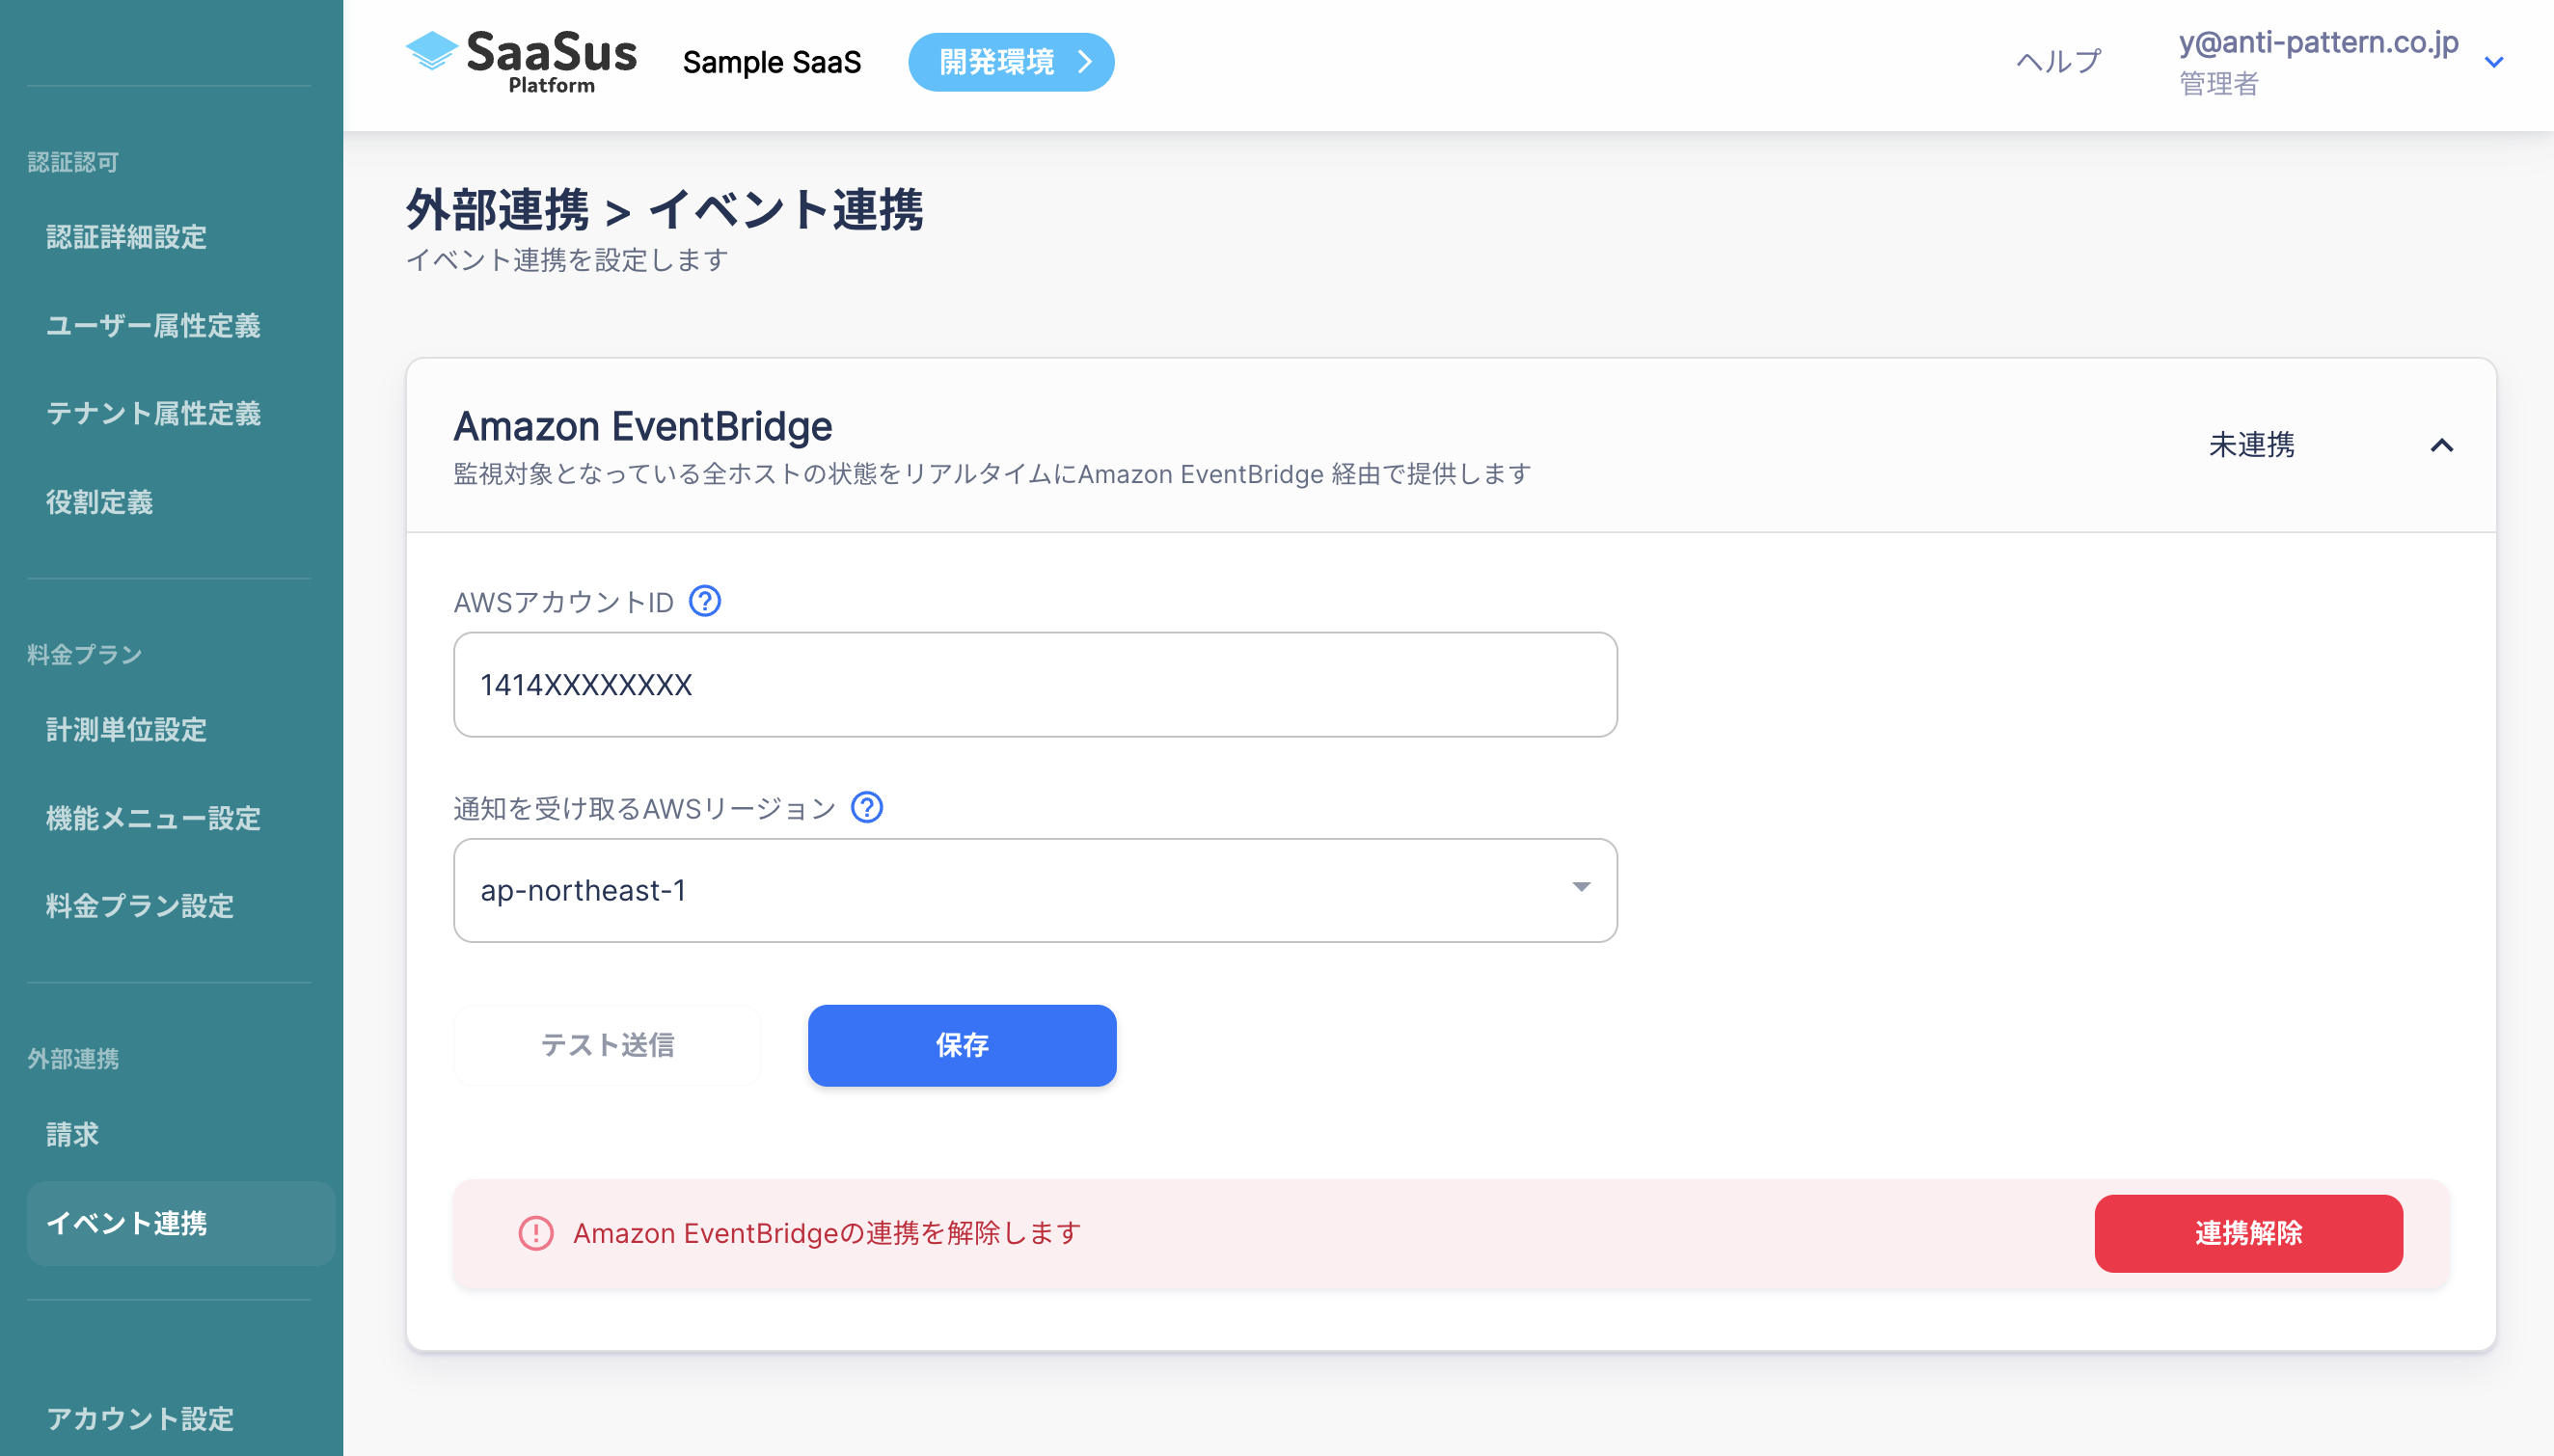 SaaSus
Platform
Sample SaaS
開発環境
ヘルプ
y@anti-pattern.co.jp
管理者
認証認可
認証詳細設定
ユーザー属性定義
テナント属性定義
役割定義
料金プラン
計測単位設定
機能メニュー設定
料金プラン設定
外部連携
請求
イベント連携
アカウント設定
外部連携 > イベント連携
イベント連携を設定します
Amazon EventBridge
監視対象となっている全ホストの状態をリアルタイムにAmazon EventBridge 経由で提供します
未連携
AWSアカウントID
1414XXXXXXXX
通知を受け取るAWSリージョン
ap-northeast-1
テスト送信
保存
Amazon EventBridgeの連携を解除します
連携解除